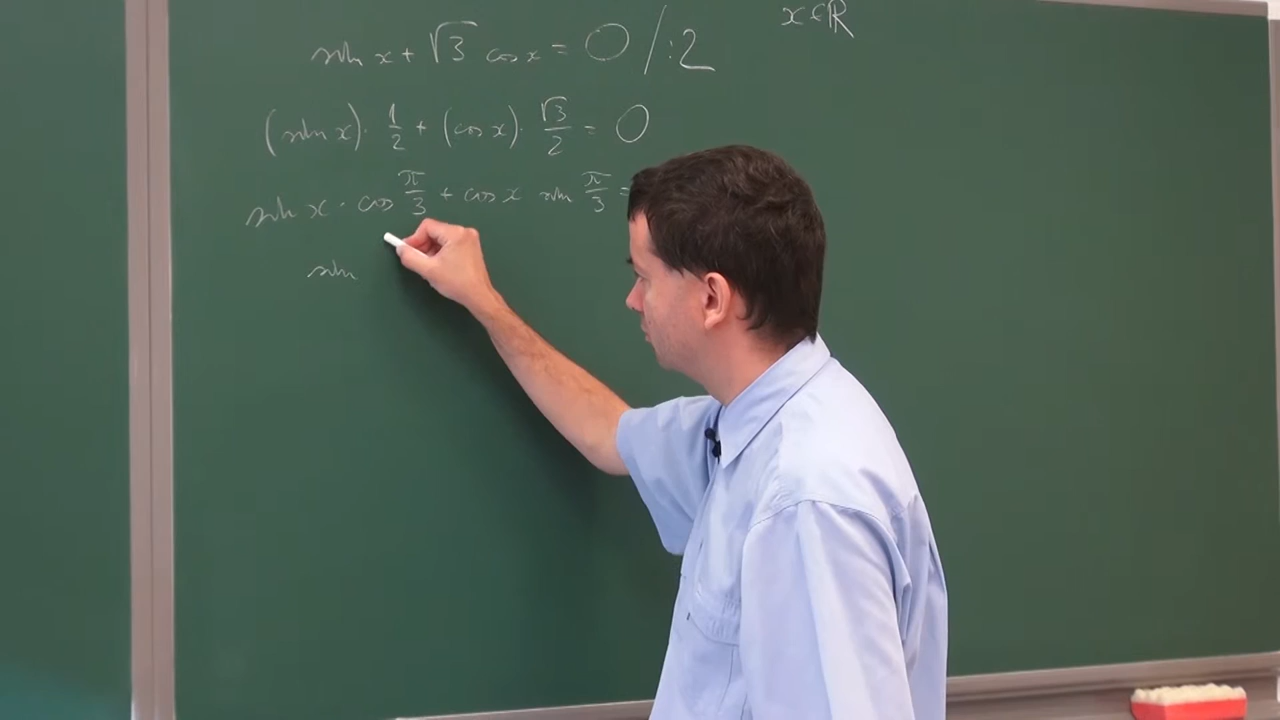 sin x + √3 cos x = 0 / :2 x∈ℝ
(sin x) · 1/2 + (cos x) · √3/2 = 0
sin x · cos π/3 + cos x sin π/3 =
sin